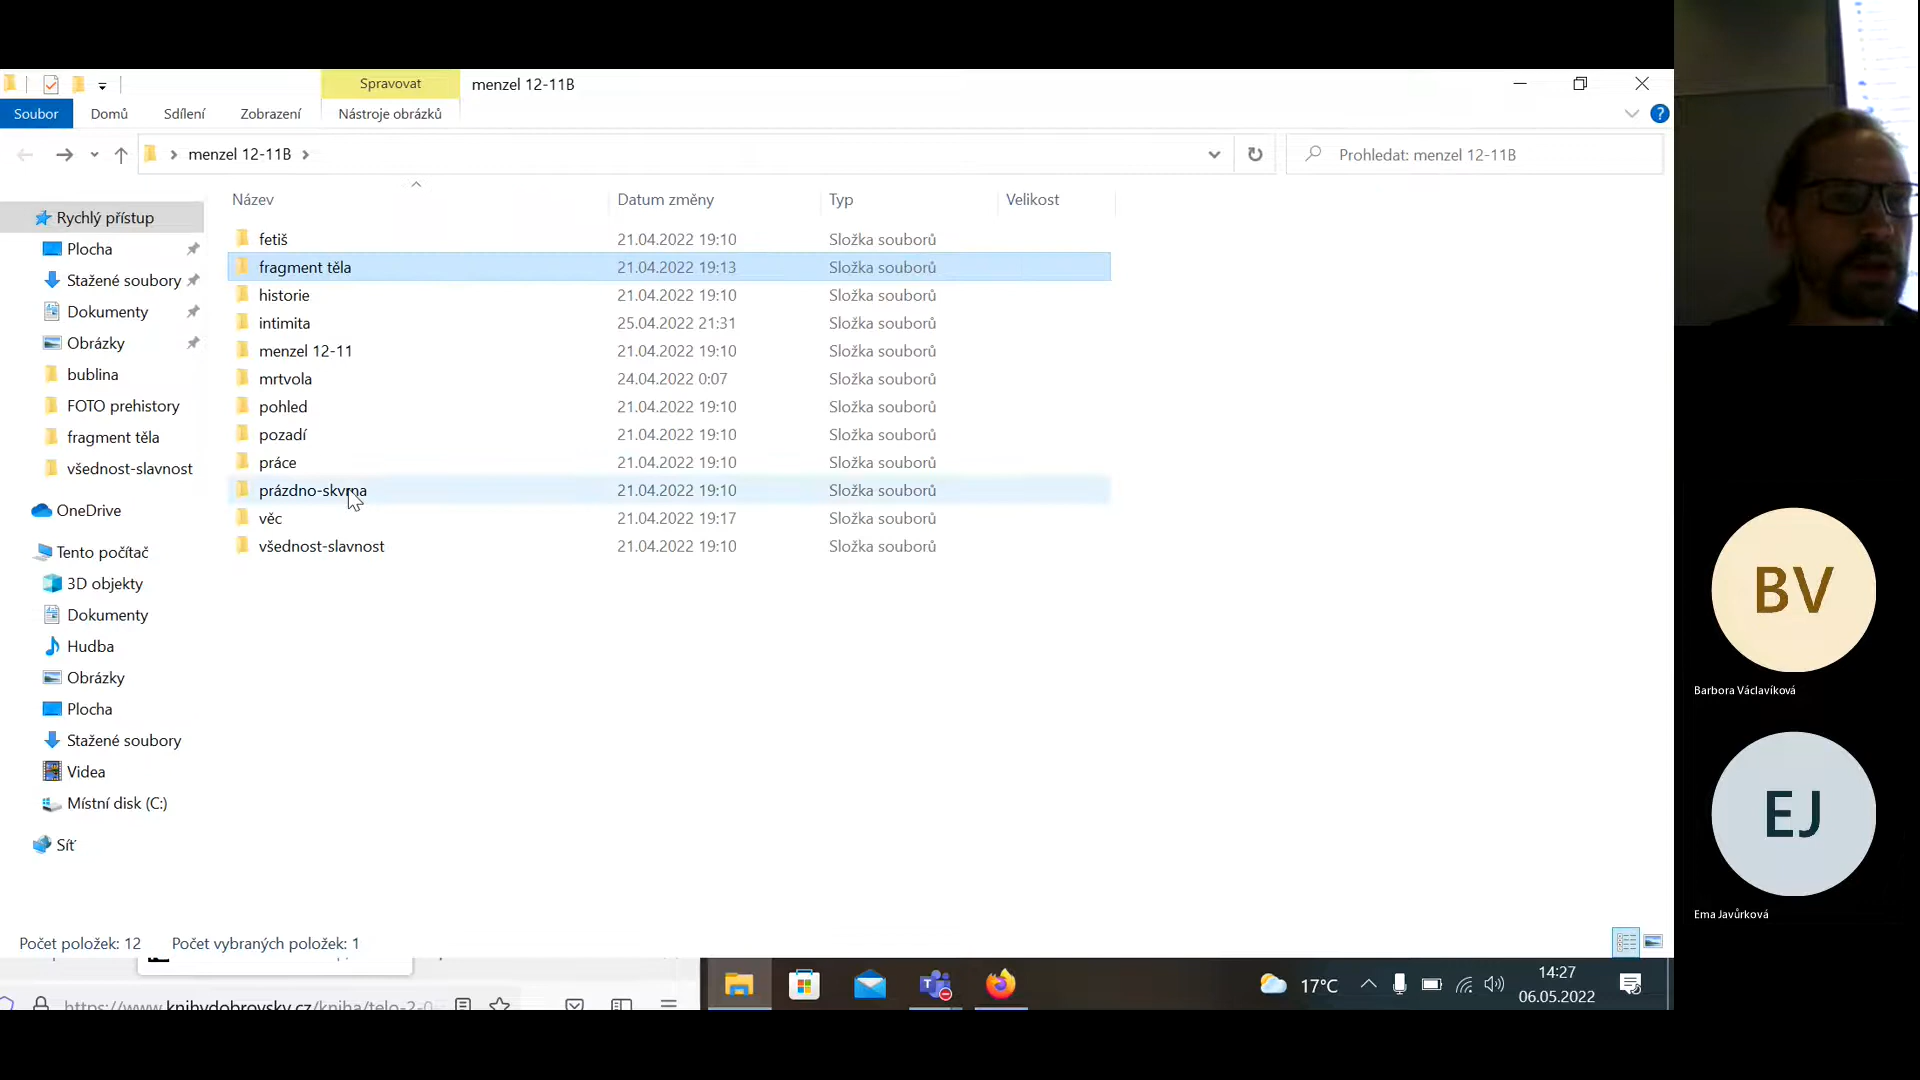 Spravovat
menzel 12-11B
Soubor
Domů
Sdílení
Zobrazení
Nástroje obrázků
menzel 12-11B
Prohledat: menzel 12-11B
Název
Datum změny
Typ
Velikost
Rychlý přístup
Plocha
Stažené soubory
Dokumenty
Obrázky
bublina
FOTO prehistory
fragment těla
všednost-slavnost
OneDrive
Tento počítač
3D objekty
Dokumenty
Hudba
Obrázky
Plocha
Stažené soubory
Videa
Místní disk (C:)
Síť
fetiš 21.04.2022 19:10 Složka souborů
fragment těla 21.04.2022 19:13 Složka souborů
historie 21.04.2022 19:10 Složka souborů
intimita 25.04.2022 21:31 Složka souborů
menzel 12-11 21.04.2022 19:10 Složka souborů
mrtvola 24.04.2022 0:07 Složka souborů
pohled 21.04.2022 19:10 Složka souborů
pozadí 21.04.2022 19:10 Složka souborů
práce 21.04.2022 19:10 Složka souborů
prázdno-skvrna 21.04.2022 19:10 Složka souborů
věc 21.04.2022 19:17 Složka souborů
všednost-slavnost 21.04.2022 19:10 Složka souborů
Počet položek: 12
Počet vybraných položek: 1
https://www.knihydobrovsky.cz/kniha/telo-2-0
17°C
14:27
06.05.2022
BV
Barbora Václavíková
EJ
Ema Javůrková